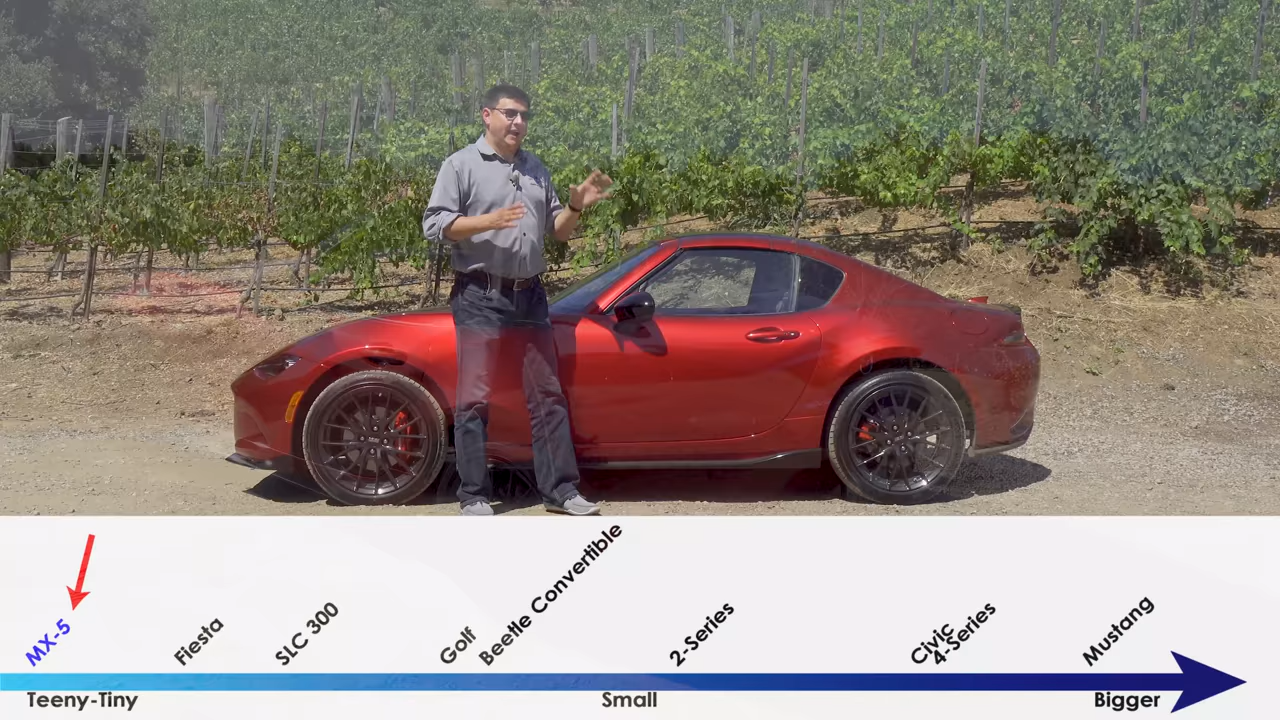 MX-5
Fiesta
SLC 300
Golf
Beetle Convertible
2-Series
Civic
4-Series
Mustang
Teeny-Tiny
Small
Bigger